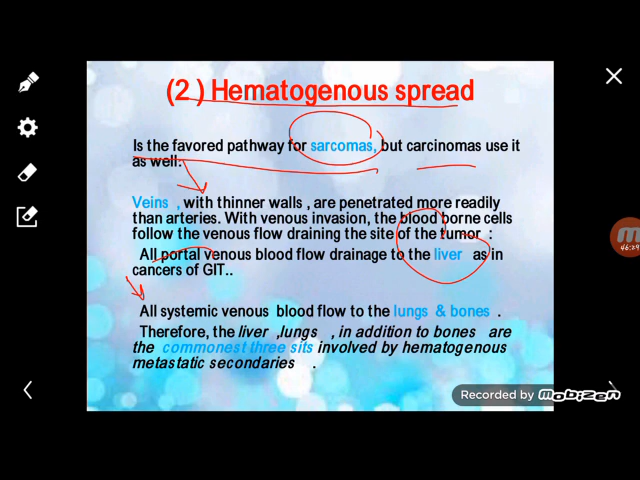 (2 ) Hematogenous spread
Is the favored pathway for sarcomas, but carcinomas use it
as well.
Veins , with thinner walls , are penetrated more readily
than arteries. With venous invasion, the blood borne cells
follow the venous flow draining the site of the tumor :
All portal venous blood flow drainage to the liver as in
cancers of GIT..
All systemic venous blood flow to the lungs & bones .
Therefore, the liver ,lungs , in addition to bones are
the commonest three sits involved by hematogenous
metastatic secondaries .
Recorded by mobizen
46:29